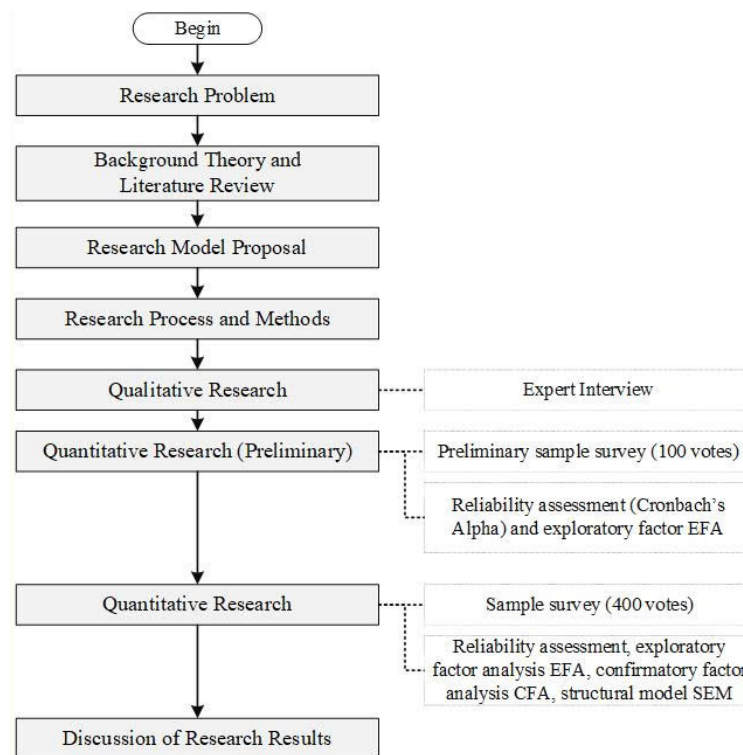 Begin
Research Problem
Background Theory and
Literature Review
Research Model Proposal
Research Process and Methods
Qualitative Research
Expert Interview
Quantitative Research (Preliminary)
Preliminary sample survey (100 votes)
Reliability assessment (Cronbach's
Alpha) and exploratory factor EFA
Quantitative Research
Sample survey (400 votes)
Reliability assessment, exploratory
factor analysis EFA, confirmatory factor
analysis CFA, structural model SEM
Discussion of Research Results